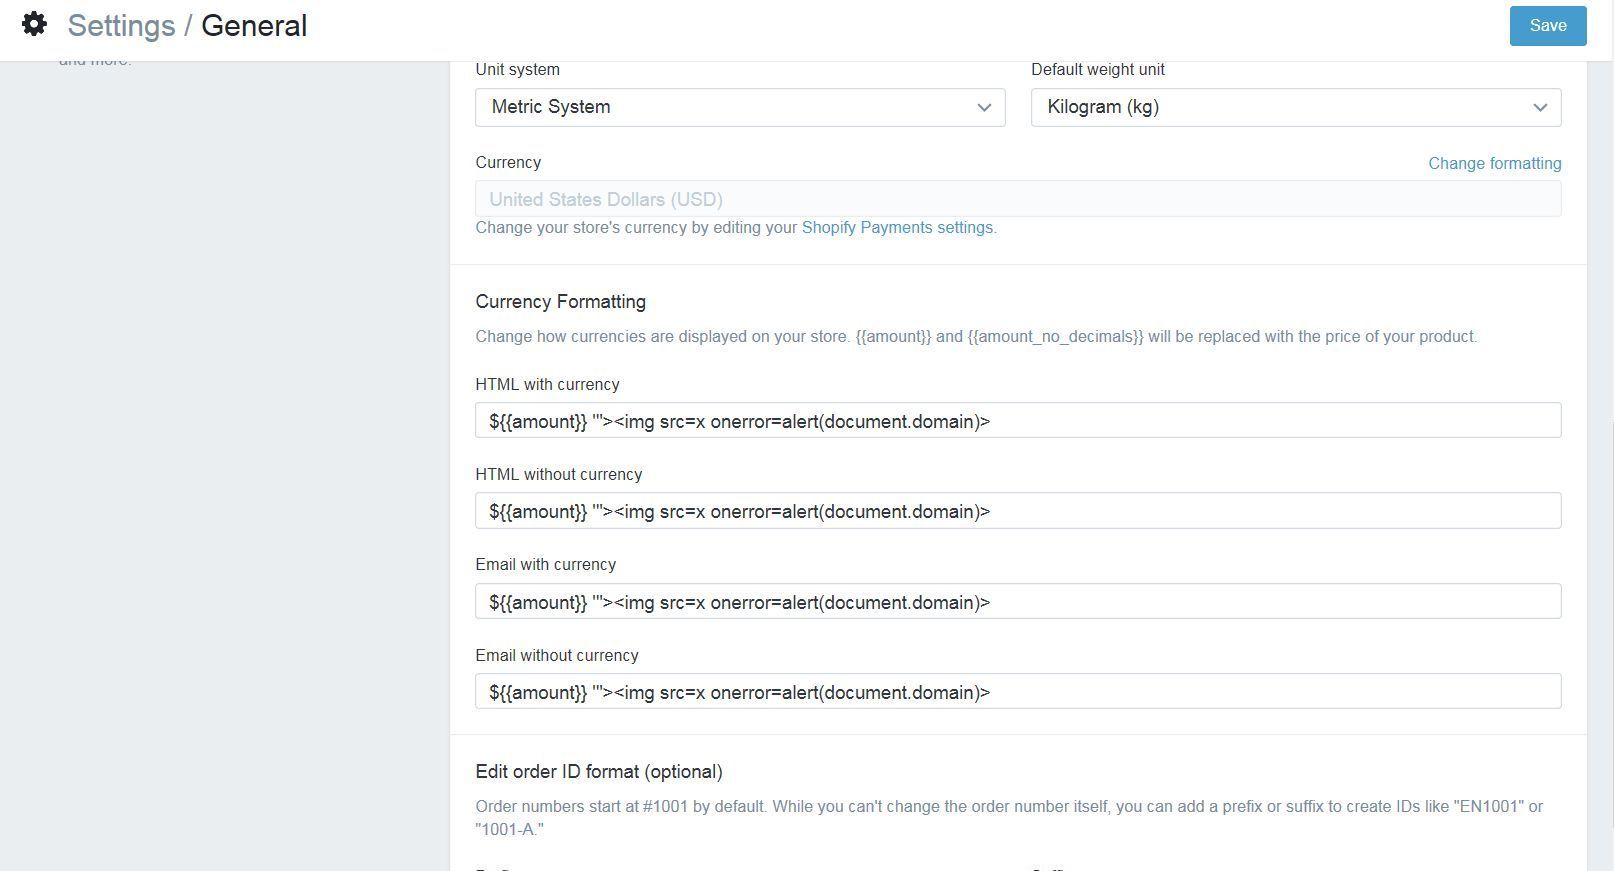 Settings / General
Save
and more.
Unit system
Default weight unit
Metric System
Kilogram (kg)
Currency
Change formatting
United States Dollars (USD)
Change your store's currency by editing your Shopify Payments settings.
Currency Formatting
Change how currencies are displayed on your store. {{amount}} and {{amount_no_decimals}} will be replaced with the price of your product.
HTML with currency
${{amount}} '"><img src=x onerror=alert(document.domain)>
HTML without currency
${{amount}} '"><img src=x onerror=alert(document.domain)>
Email with currency
${{amount}} '"><img src=x onerror=alert(document.domain)>
Email without currency
${{amount}} '"><img src=x onerror=alert(document.domain)>
Edit order ID format (optional)
Order numbers start at #1001 by default. While you can't change the order number itself, you can add a prefix or suffix to create IDs like "EN1001" or
"1001-A."